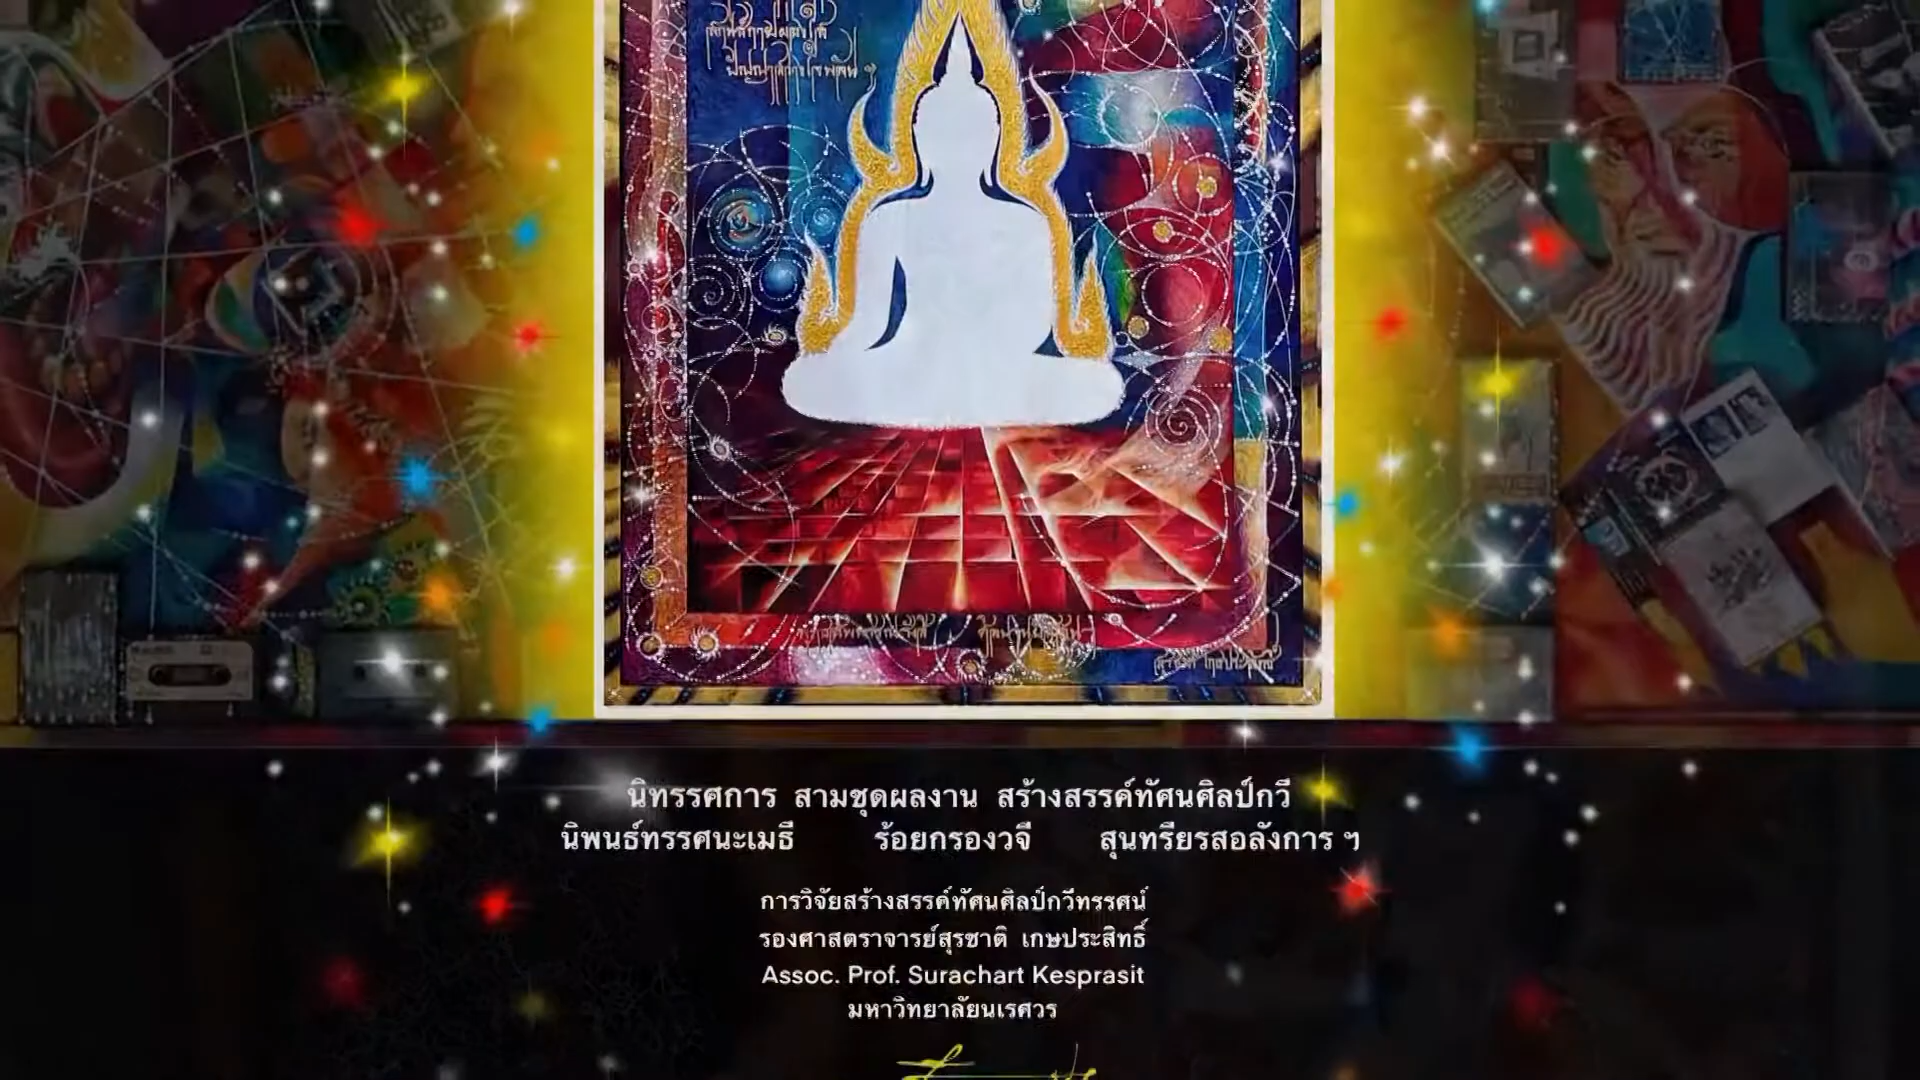 นิทรรศการ สามชุดผลงาน สร้างสรรค์ทัศนศิลป์กวี
นิพนธ์ทรรศนะเมธี ร้อยกรองวจี สุนทรียรสอลังการ ฯ
การวิจัยสร้างสรรค์ทัศนศิลป์กวีทรรศน์
รองศาสตราจารย์สุรชาติ เกษประสิทธิ์
Assoc. Prof. Surachart Kesprasit
มหาวิทยาลัยนเรศวร